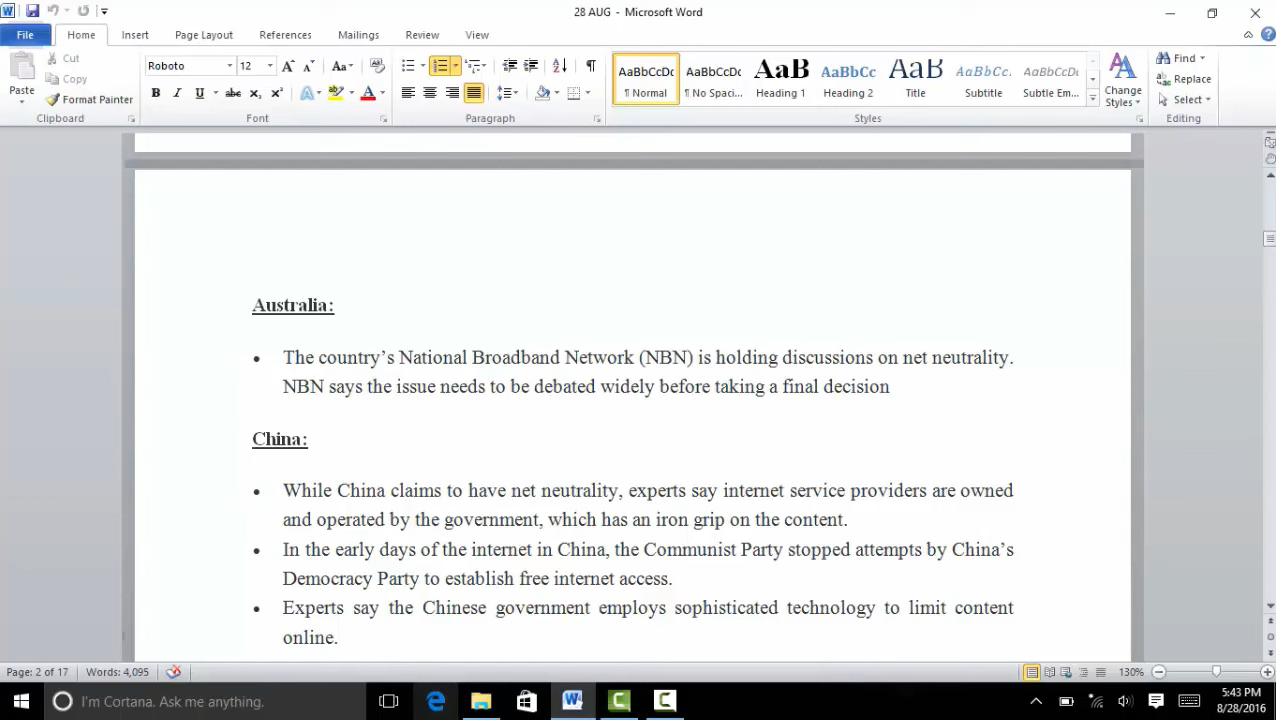 28 AUG - Microsoft Word
File Home Insert Page Layout References Mailings Review View
Paste
Cut
Copy
Format Painter
Clipboard
Roboto 12
Font
Paragraph
AaBbCcDc AaBbCcDc AaB AaBbCc AaB AaBbCc. AaBbCcDc
¶ Normal ¶ No Spaci... Heading 1 Heading 2 Title Subtitle Subtle Em...
Styles
Change
Styles
Find
Replace
Select
Editing
Australia:
• The country’s National Broadband Network (NBN) is holding discussions on net neutrality.
NBN says the issue needs to be debated widely before taking a final decision
China:
• While China claims to have net neutrality, experts say internet service providers are owned
and operated by the government, which has an iron grip on the content.
• In the early days of the internet in China, the Communist Party stopped attempts by China’s
Democracy Party to establish free internet access.
• Experts say the Chinese government employs sophisticated technology to limit content
online.
Page: 2 of 17 Words: 4,095 130%
I'm Cortana. Ask me anything.
5:43 PM
8/28/2016